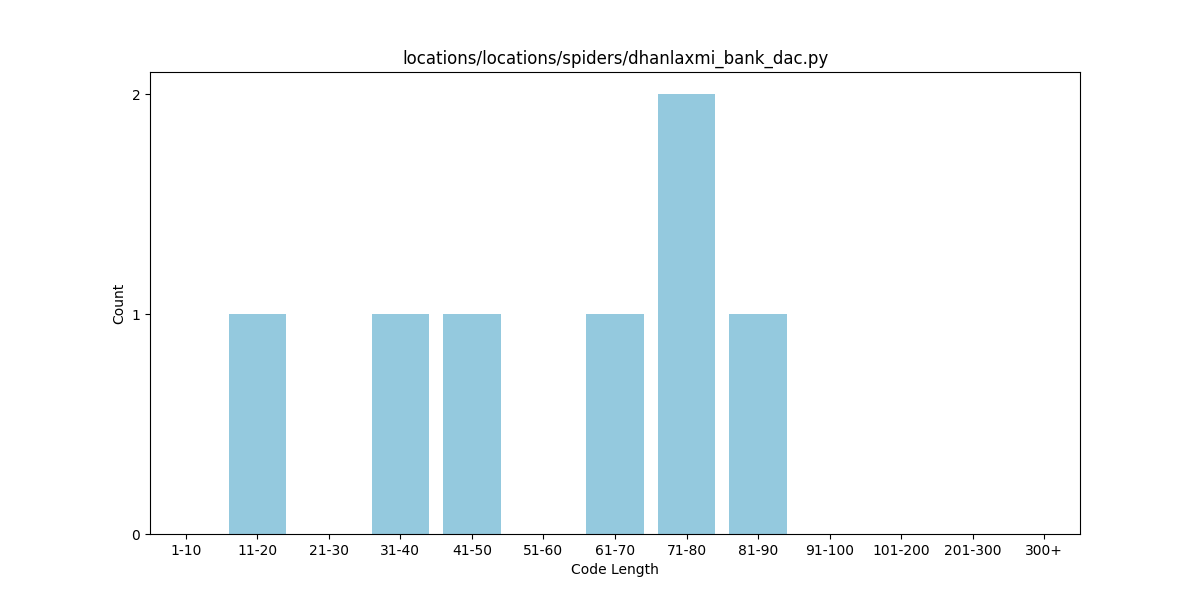 locations/locations/spiders/dhanlaxmi_bank_dac.py
2
1
0
Count
1-10 11-20 21-30 31-40 41-50 51-60 61-70 71-80 81-90 91-100 101-200 201-300 300+
Code Length